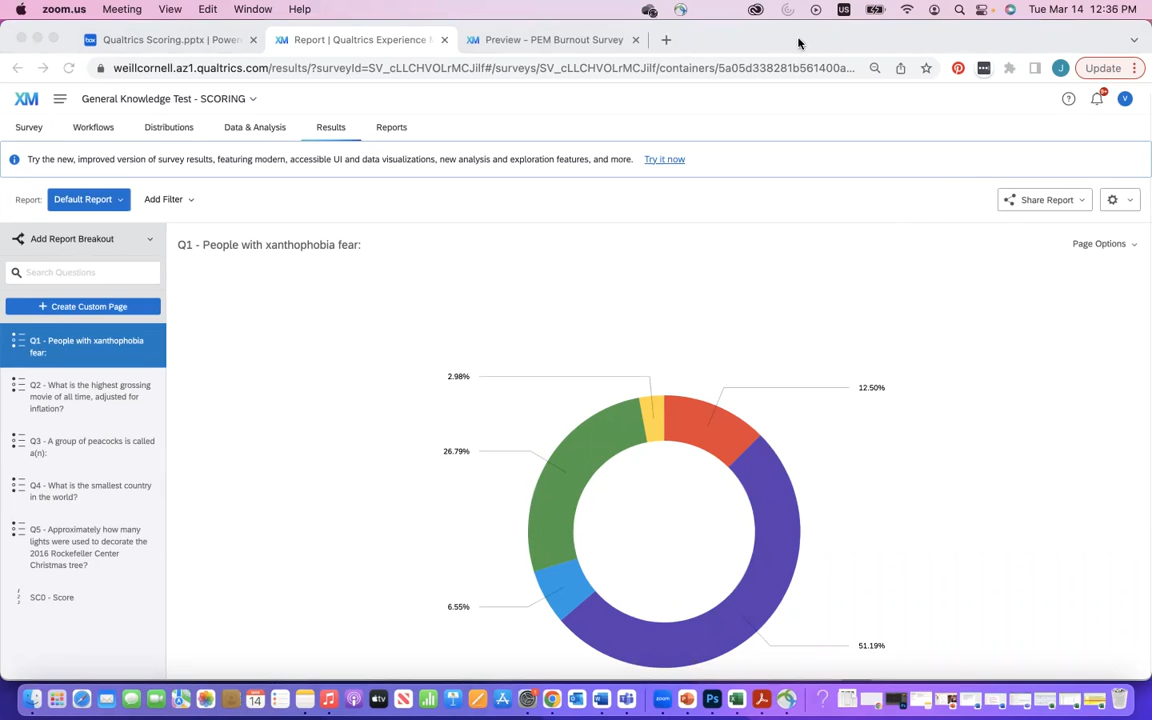 zoom.us Meeting View Edit Window Help US Tue Mar 14 12:36 PM
Qualtrics Scoring.pptx | Powe Report | Qualtrics Experience Preview - PEM Burnout Survey
weillcornell.az1.qualtrics.com/results/?surveyId=SV_cLLCHVOLrMCJilf#/surveys/SV_cLLCHVOLrMCJilf/containers/5a05d338281b561400a... J Update
XM General Knowledge Test - SCORING 9+ V
Survey Workflows Distributions Data & Analysis Results Reports
Try the new, improved version of survey results, featuring modern, accessible UI and data visualizations, new analysis and exploration features, and more. Try it now
Report: Default Report Add Filter Share Report
Add Report Breakout
Q1 - People with xanthophobia fear: Page Options
Search Questions
+ Create Custom Page
Q1 - People with xanthophobia
fear:
Q2 - What is the highest grossing
movie of all time, adjusted for
inflation?
Q3 - A group of peacocks is called
a(n):
Q4 - What is the smallest country
in the world?
Q5 - Approximately how many
lights were used to decorate the
2016 Rockefeller Center
Christmas tree?
SC0 - Score
2.98%
12.50%
26.79%
6.55%
51.19%
14 tv zoom Ps